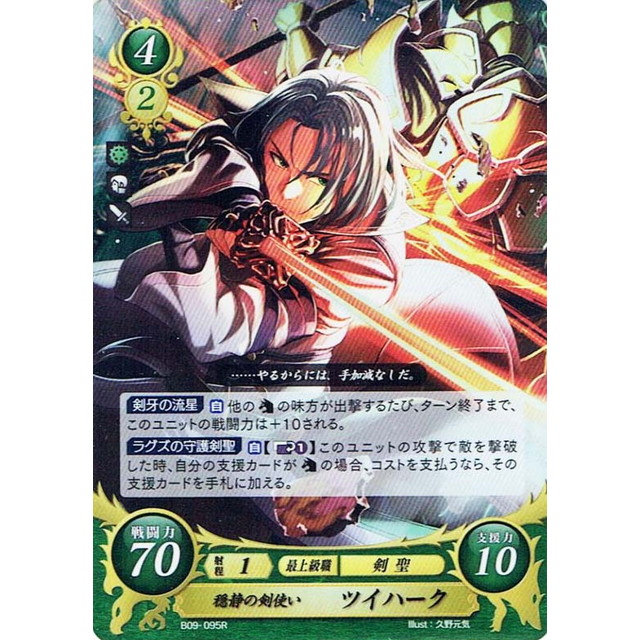 4
2
……やるからには、手加減なしだ。
剣牙の流星 自 他の の味方が出撃するたび、ターン終了まで、
このユニットの戦闘力は+10される。
ラグズの守護剣聖 自【 1】このユニットの攻撃で敵を撃破
した時、自分の支援カードが の場合、コストを支払うなら、その
支援カードを手札に加える。
戦闘力
70
射程 1 最上級職 剣聖
支援力
10
穏静の剣使い ツイハーク
B09-095R Illust:久野元気